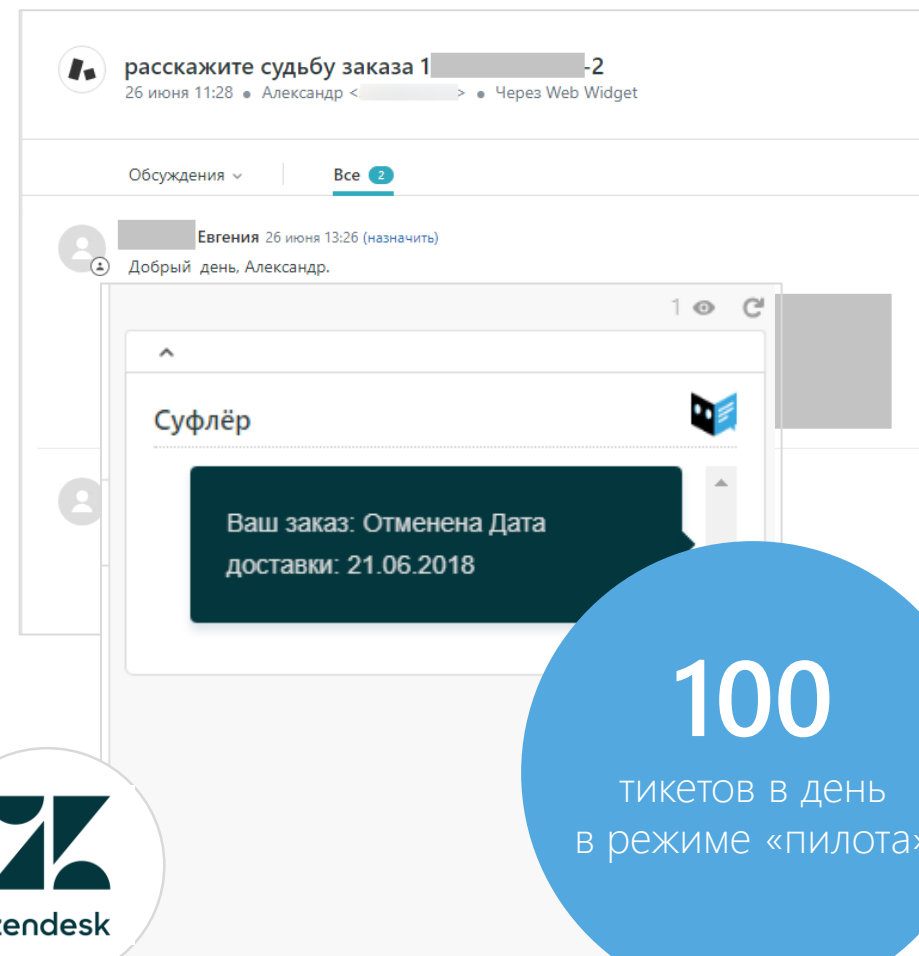 расскажите судьбу заказа 1 -2
26 июня 11:28 • Александр < > • Через Web Widget
Обсуждения Все 2
Евгения 26 июня 13:26 (назначить)
Добрый день, Александр.
1
Суфлёр
Ваш заказ: Отменена Дата
доставки: 21.06.2018
100
тикетов в день
в режиме «пилота»
zendesk